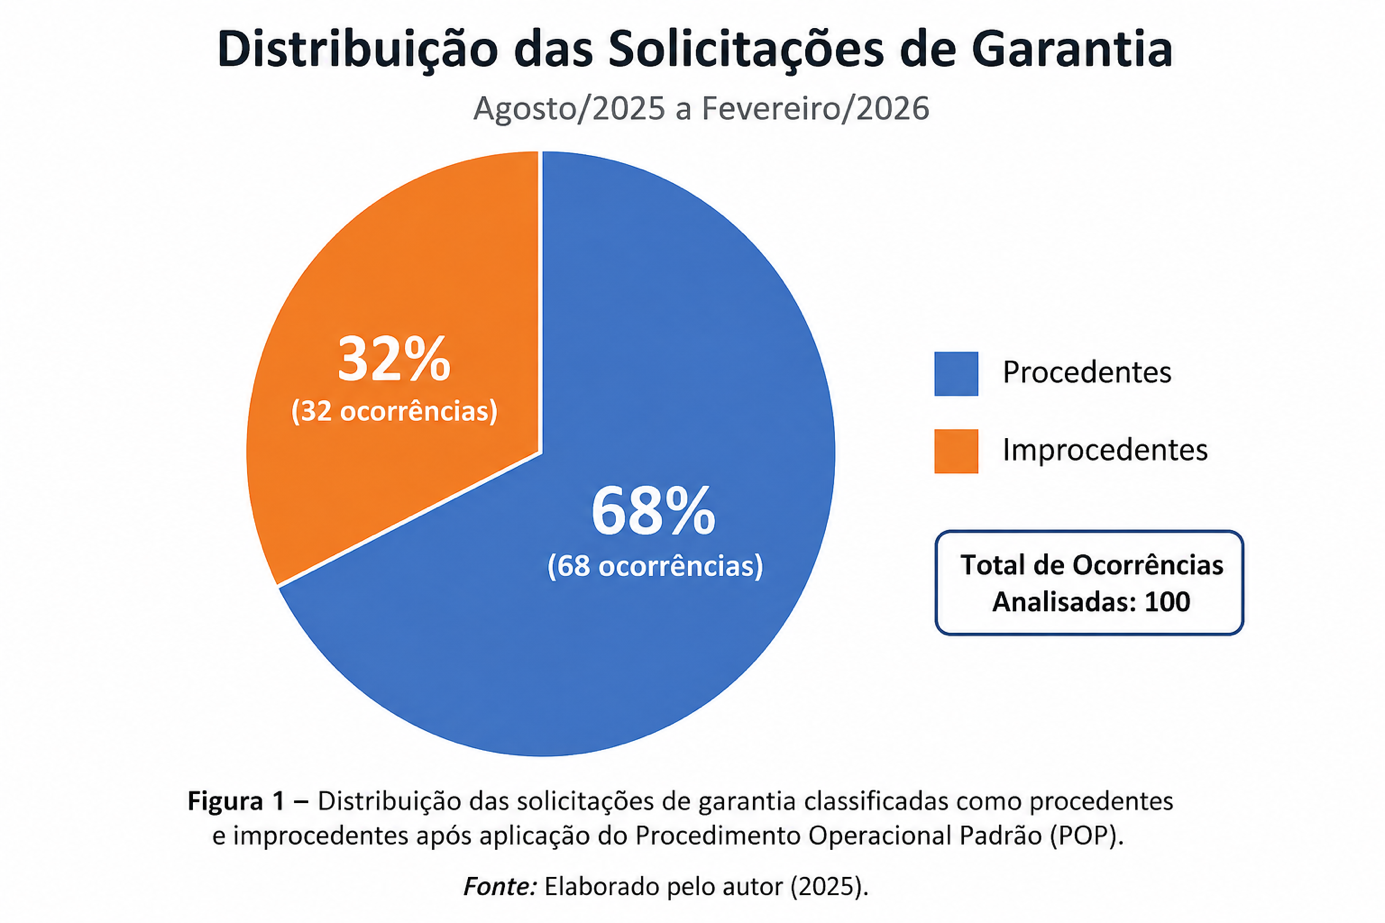 Distribuição das Solicitações de Garantia
Agosto/2025 a Fevereiro/2026
32%
(32 ocorrências)
68%
(68 ocorrências)
Procedentes
Improcedentes
Total de Ocorrências
Analisadas: 100
Figura 1 – Distribuição das solicitações de garantia classificadas como procedentes
e improcedentes após aplicação do Procedimento Operacional Padrão (POP).
Fonte: Elaborado pelo autor (2025).